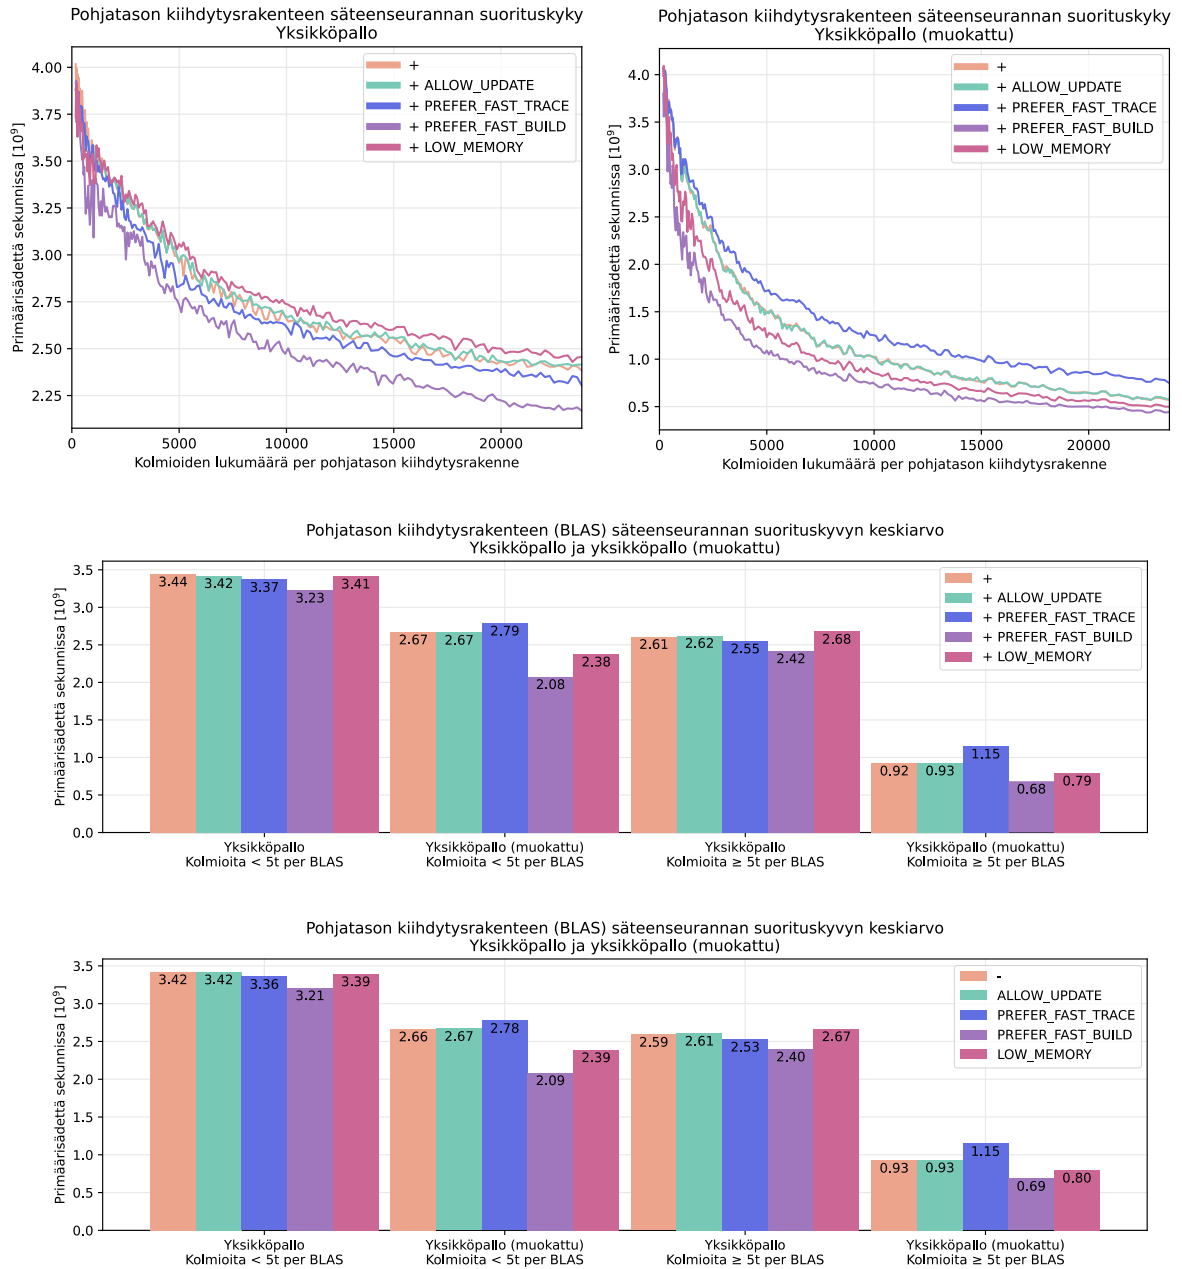 Pohjatason kiihdytysrakenteen säteenseurannan suorituskyky
Yksikköpallo
Primäärisädettä sekunnissa [10⁹]
4.00
3.75
3.50
3.25
3.00
2.75
2.50
2.25
0
5000
10000
15000
20000
Kolmioiden lukumäärä per pohjatason kiihdytysrakenne
+
+ ALLOW_UPDATE
+ PREFER_FAST_TRACE
+ PREFER_FAST_BUILD
+ LOW_MEMORY
Pohjatason kiihdytysrakenteen säteenseurannan suorituskyky
Yksikköpallo (muokattu)
Primäärisädettä sekunnissa [10⁹]
4.0
3.5
3.0
2.5
2.0
1.5
1.0
0.5
0
5000
10000
15000
20000
Kolmioiden lukumäärä per pohjatason kiihdytysrakenne
+
+ ALLOW_UPDATE
+ PREFER_FAST_TRACE
+ PREFER_FAST_BUILD
+ LOW_MEMORY
Pohjatason kiihdytysrakenteen (BLAS) säteenseurannan suorituskyvyn keskiarvo
Yksikköpallo ja yksikköpallo (muokattu)
Primäärisädettä sekunnissa [10⁹]
3.5
3.0
2.5
2.0
1.5
1.0
0.5
0.0
3.44 3.42 3.37 3.23 3.41
2.67 2.67 2.79 2.08 2.38
2.61 2.62 2.55 2.42 2.68
0.92 0.93 1.15 0.68 0.79
+
+ ALLOW_UPDATE
+ PREFER_FAST_TRACE
+ PREFER_FAST_BUILD
+ LOW_MEMORY
Yksikköpallo
Kolmioita < 5t per BLAS
Yksikköpallo (muokattu)
Kolmioita < 5t per BLAS
Yksikköpallo
Kolmioita ≥ 5t per BLAS
Yksikköpallo (muokattu)
Kolmioita ≥ 5t per BLAS
Pohjatason kiihdytysrakenteen (BLAS) säteenseurannan suorituskyvyn keskiarvo
Yksikköpallo ja yksikköpallo (muokattu)
Primäärisädettä sekunnissa [10⁹]
3.5
3.0
2.5
2.0
1.5
1.0
0.5
0.0
3.42 3.42 3.36 3.21 3.39
2.66 2.67 2.78 2.09 2.39
2.59 2.61 2.53 2.40 2.67
0.93 0.93 1.15 0.69 0.80
-
ALLOW_UPDATE
PREFER_FAST_TRACE
PREFER_FAST_BUILD
LOW_MEMORY
Yksikköpallo
Kolmioita < 5t per BLAS
Yksikköpallo (muokattu)
Kolmioita < 5t per BLAS
Yksikköpallo
Kolmioita ≥ 5t per BLAS
Yksikköpallo (muokattu)
Kolmioita ≥ 5t per BLAS